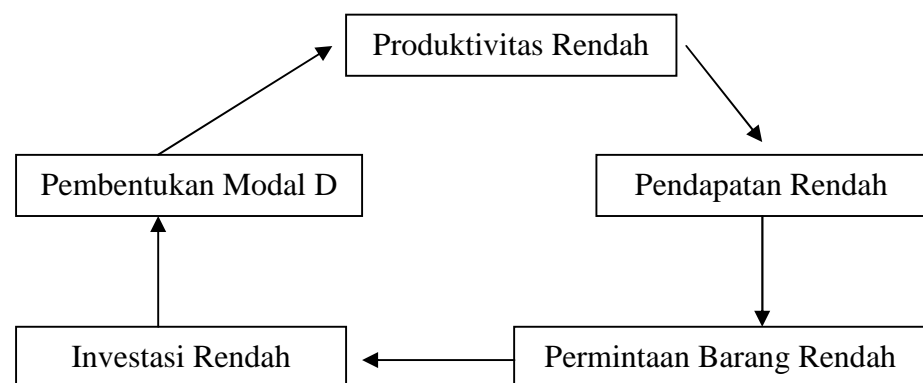 Produktivitas Rendah
Pembentukan Modal D
Pendapatan Rendah
Investasi Rendah
Permintaan Barang Rendah